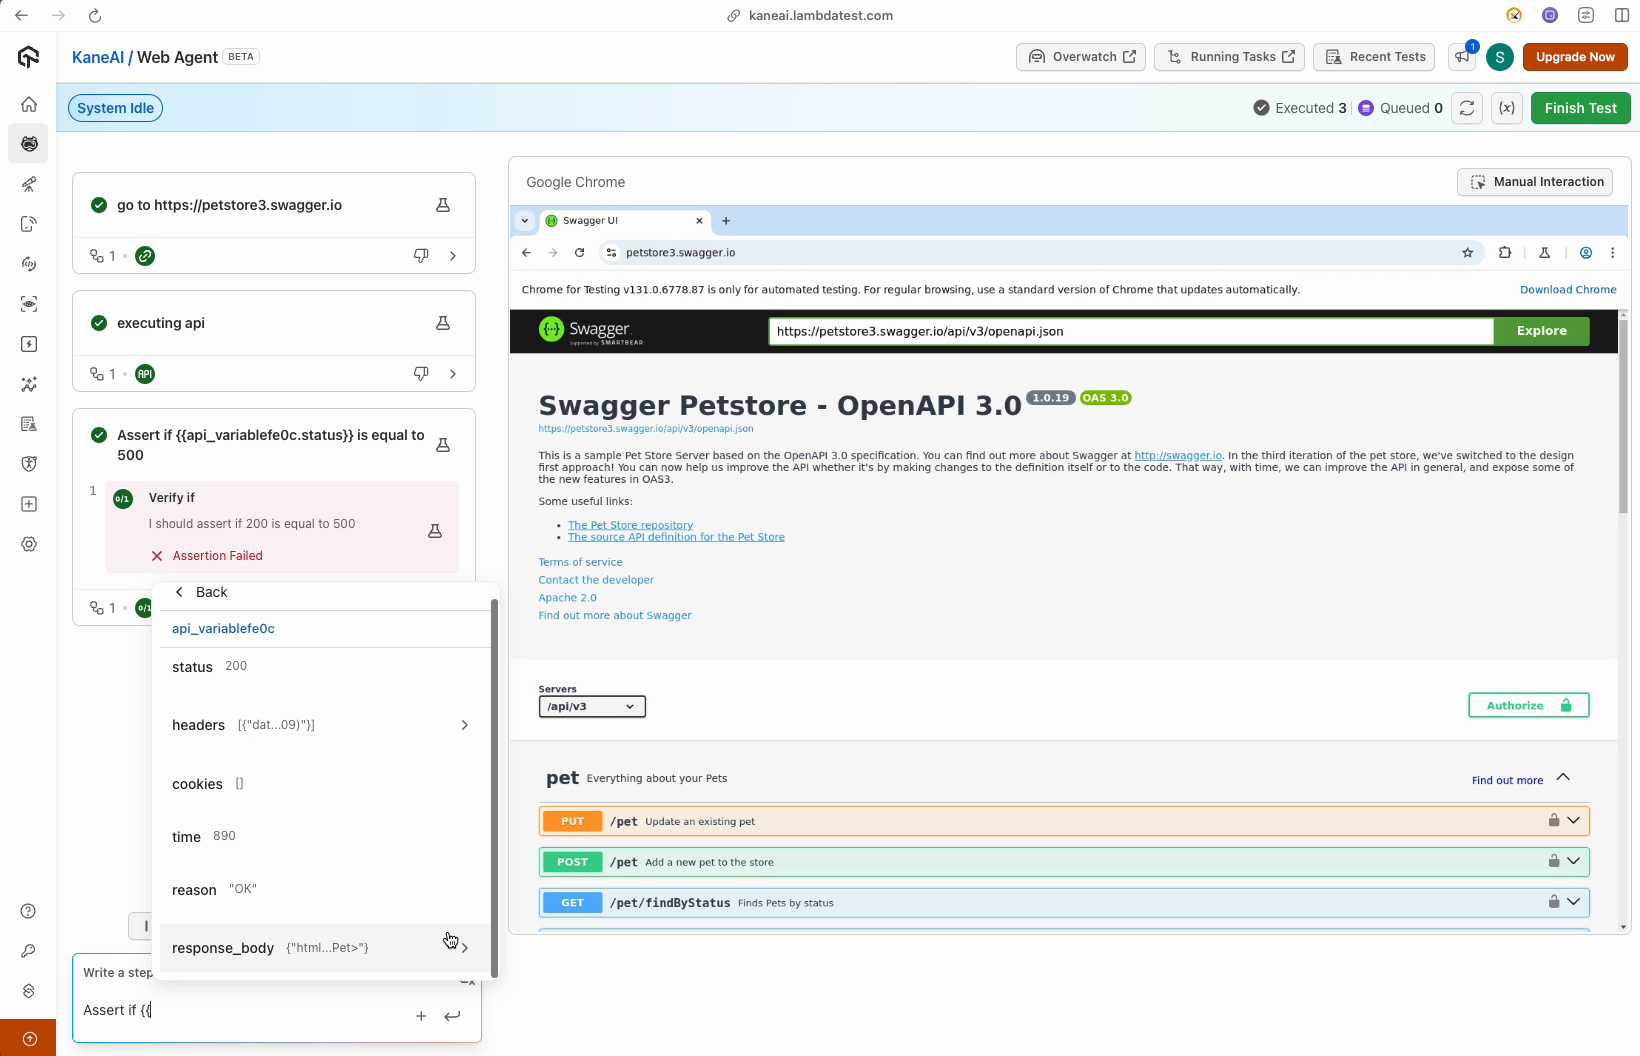 kaneai.lambdatest.com
KaneAI / Web Agent BETA
Overwatch
Running Tasks
Recent Tests
1
S
Upgrade Now
System Idle
Executed 3
Queued 0
(x)
Finish Test
go to https://petstore3.swagger.io
1
executing api
1
API
Assert if {{api_variablefe0c.status}} is equal to
500
1
0/1
Verify if
I should assert if 200 is equal to 500
Assertion Failed
1
0/1
Back
api_variablefe0c
status 200
headers [{"dat...09)"}]
cookies []
time 890
reason "OK"
response_body {"html...Pet>"}
Write a step
Assert if {{
Google Chrome
Manual Interaction
Swagger UI
petstore3.swagger.io
Chrome for Testing v131.0.6778.87 is only for automated testing. For regular browsing, use a standard version of Chrome that updates automatically.
Download Chrome
Swagger.
Supported by SMARTBEAR
https://petstore3.swagger.io/api/v3/openapi.json
Explore
Swagger Petstore - OpenAPI 3.0 1.0.19 OAS 3.0
https://petstore3.swagger.io/api/v3/openapi.json
This is a sample Pet Store Server based on the OpenAPI 3.0 specification. You can find out more about Swagger at http://swagger.io. In the third iteration of the pet store, we've switched to the design
first approach! You can now help us improve the API whether it's by making changes to the definition itself or to the code. That way, with time, we can improve the API in general, and expose some of
the new features in OAS3.
Some useful links:
• The Pet Store repository
• The source API definition for the Pet Store
Terms of service
Contact the developer
Apache 2.0
Find out more about Swagger
Servers
/api/v3
Authorize
pet Everything about your Pets
Find out more
PUT /pet Update an existing pet
POST /pet Add a new pet to the store
GET /pet/findByStatus Finds Pets by status